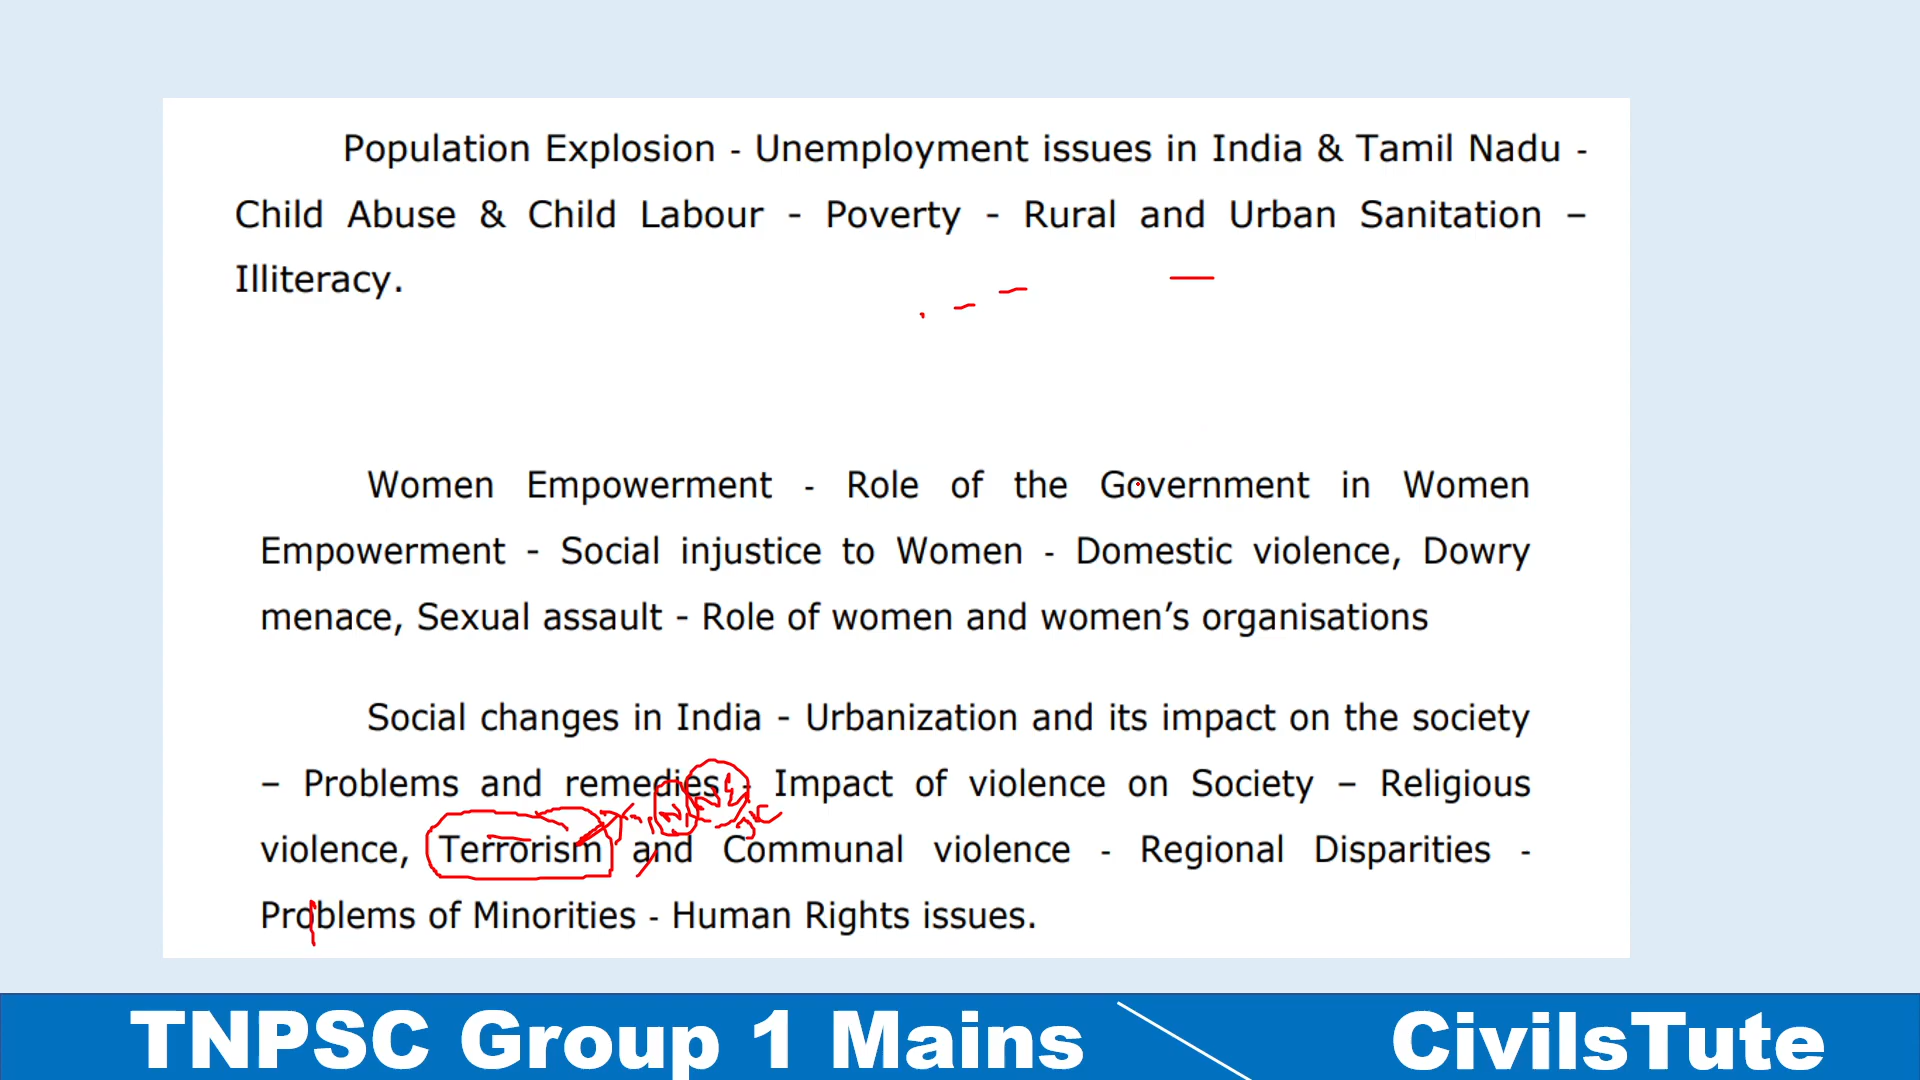 Population Explosion - Unemployment issues in India & Tamil Nadu -
Child Abuse & Child Labour - Poverty - Rural and Urban Sanitation –
Illiteracy.
Women Empowerment - Role of the Government in Women
Empowerment - Social injustice to Women - Domestic violence, Dowry
menace, Sexual assault - Role of women and women’s organisations
Social changes in India - Urbanization and its impact on the society
– Problems and remedies - Impact of violence on Society – Religious
violence, Terrorism and Communal violence - Regional Disparities -
Problems of Minorities - Human Rights issues.
TNPSC Group 1 Mains
CivilsTute